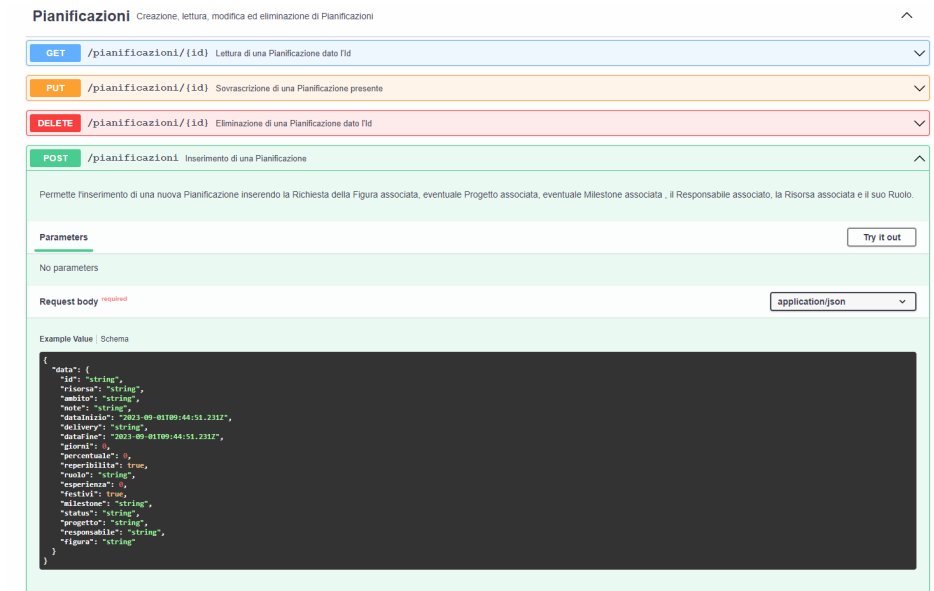 Pianificazioni Creazione, lettura, modifica ed eliminazione di Pianificazioni
GET /pianificazioni/{id} Lettura di una Pianificazione dato l'Id
PUT /pianificazioni/{id} Sovrascrizione di una Pianificazione presente
DELETE /pianificazioni/{id} Eliminazione di una Pianificazione dato l'Id
POST /pianificazioni Inserimento di una Pianificazione
Permette l'inserimento di una nuova Pianificazione inserendo la Richiesta della Figura associata, eventuale Progetto associata, eventuale Milestone associata , il Responsabile associato, la Risorsa associata e il suo Ruolo.
Parameters
Try it out
No parameters
Request body required
application/json
Example Value | Schema
{
"data": {
"id": "string",
"risorsa": "string",
"ambito": "string",
"note": "string",
"dataInizio": "2023-09-01T09:44:51.231Z",
"delivery": "string",
"dataFine": "2023-09-01T09:44:51.231Z",
"giorni": 0,
"percentuale": 0,
"reperibilita": true,
"ruolo": "string",
"esperienza": 0,
"festivi": true,
"milestone": "string",
"status": "string",
"progetto": "string",
"responsabile": "string",
"figura": "string"
}
}